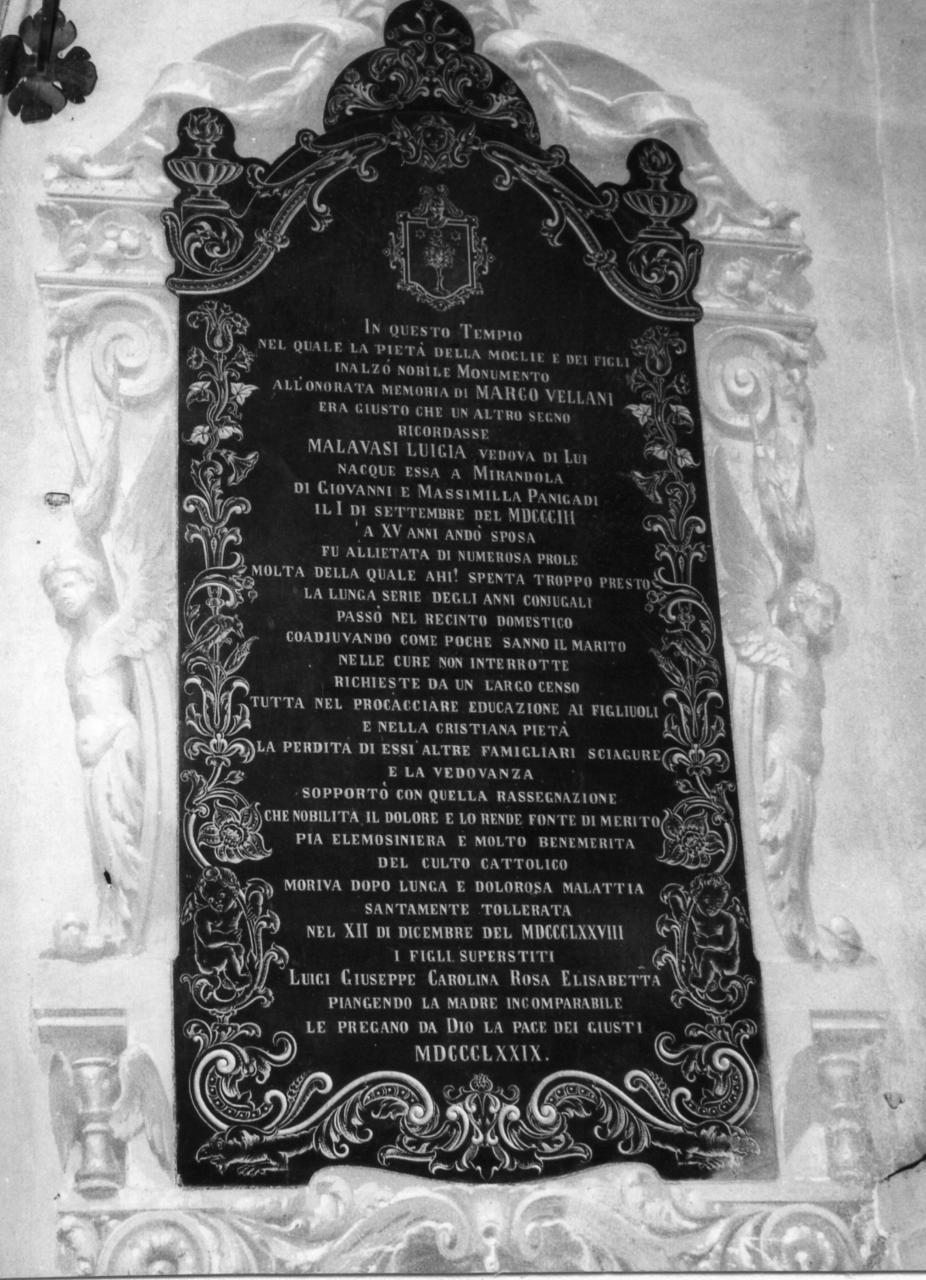 IN QUESTO TEMPIO
NEL QUALE LA PIETÀ DELLA MOGLIE E DEI FIGLI
INALZÒ NOBILE MONUMENTO
ALL'ONORATA MEMORIA DI MARCO VELLANI
ERA GIUSTO CHE UN ALTRO SEGNO
RICORDASSE
MALAVASI LUIGIA VEDOVA DI LUI
NACQUE ESSA A MIRANDOLA
DI GIOVANNI E MASSIMILLA PANIGADI
IL I DI SETTEMBRE DEL MDCCCIII
A XV ANNI ANDÒ SPOSA
FU ALLIETATA DI NUMEROSA PROLE
MOLTA DELLA QUALE AHI! SPENTA TROPPO PRESTO
LA LUNGA SERIE DEGLI ANNI CONJUGALI
PASSÒ NEL RECINTO DOMESTICO
COADJUVANDO COME POCHE SANNO IL MARITO
NELLE CURE NON INTERROTTE
RICHIESTE DA UN LARGO CENSO
TUTTA NEL PROCACCIARE EDUCAZIONE AI FIGLIUOLI
E NELLA CRISTIANA PIETÀ
LA PERDITA DI ESSI ALTRE FAMIGLIARI SCIAGURE
E LA VEDOVANZA
SOPPORTÒ CON QUELLA RASSEGNAZIONE
CHE NOBILITA IL DOLORE E LO RENDE FONTE DI MERITO
PIA ELEMOSINIERA E MOLTO BENEMERITA
DEL CULTO CATTOLICO
MORIVA DOPO LUNGA E DOLOROSA MALATTIA
SANTAMENTE TOLLERATA
NEL XII DI DICEMBRE DEL MDCCCLXXVIII
I FIGLI SUPERSTITI
LUIGI GIUSEPPE CAROLINA ROSA ELISABETTA
PIANGENDO LA MADRE INCOMPARABILE
LE PREGANO DA DIO LA PACE DEI GIUSTI
MDCCCLXXIX.